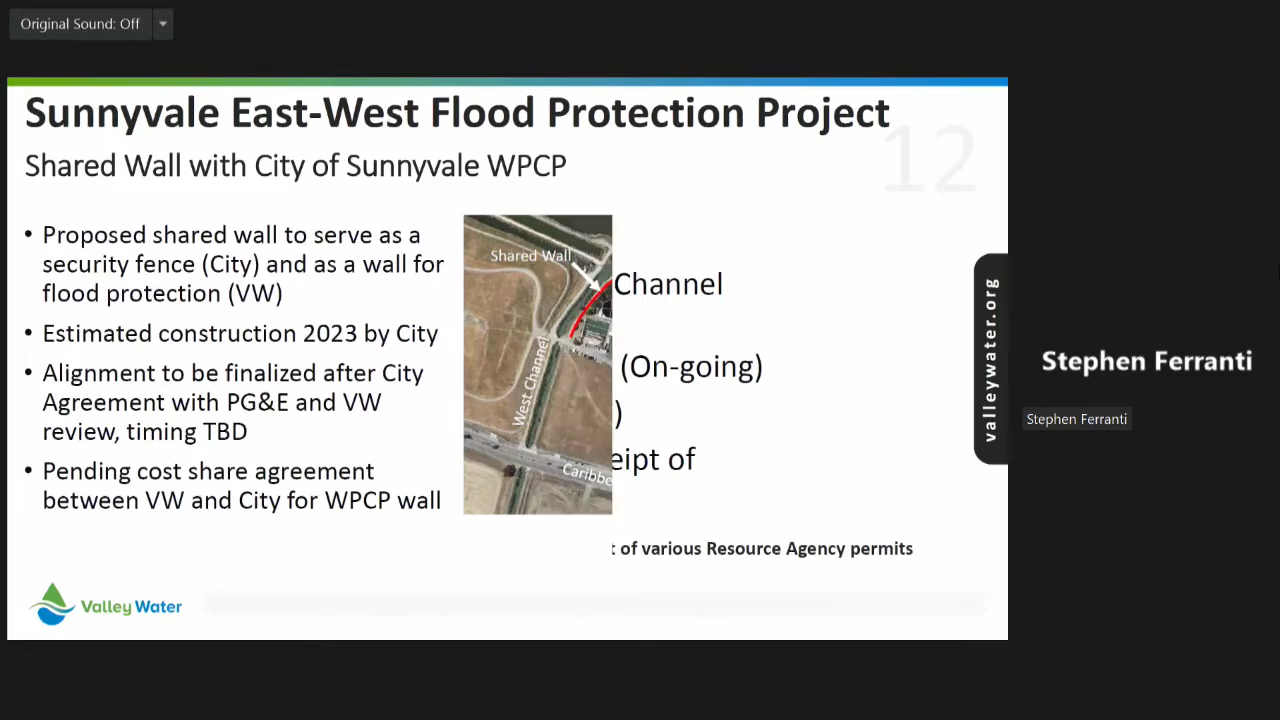 Original Sound: Off
Sunnyvale East-West Flood Protection Project
12
Shared Wall with City of Sunnyvale WPCP
• Proposed shared wall to serve as a
security fence (City) and as a wall for
flood protection (VW)
• Estimated construction 2023 by City
• Alignment to be finalized after City
Agreement with PG&E and VW
review, timing TBD
• Pending cost share agreement
between VW and City for WPCP wall
Shared Wall
West Channel
Caribbe
Channel
(On-going)
)
eipt of
t of various Resource Agency permits
Valley Water
valleywater.org
Stephen Ferranti
Stephen Ferranti